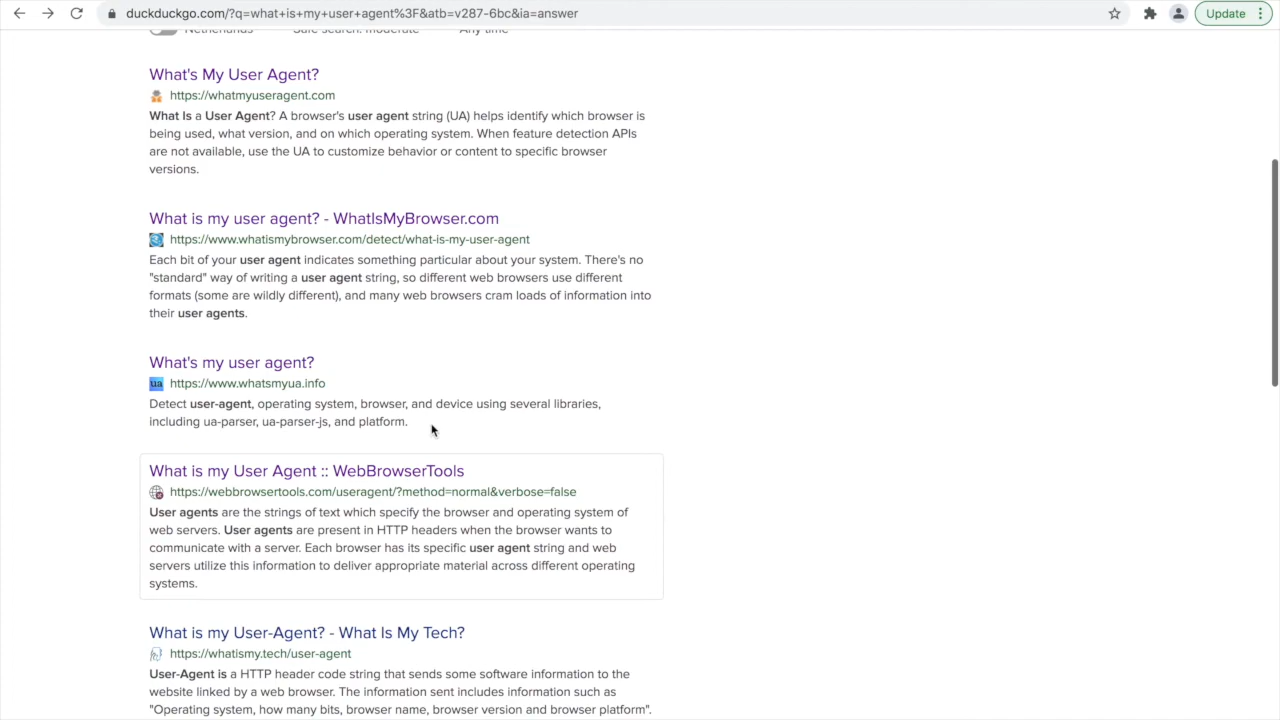 duckduckgo.com/?q=what+is+my+user+agent%3F&atb=v287-6bc&ia=answer
Update
Netherlands Safe search: moderate Any time
What's My User Agent?
https://whatmyuseragent.com
What Is a User Agent? A browser's user agent string (UA) helps identify which browser is
being used, what version, and on which operating system. When feature detection APIs
are not available, use the UA to customize behavior or content to specific browser
versions.
What is my user agent? - WhatIsMyBrowser.com
https://www.whatismybrowser.com/detect/what-is-my-user-agent
Each bit of your user agent indicates something particular about your system. There's no
"standard" way of writing a user agent string, so different web browsers use different
formats (some are wildly different), and many web browsers cram loads of information into
their user agents.
What's my user agent?
ua https://www.whatsmyua.info
Detect user-agent, operating system, browser, and device using several libraries,
including ua-parser, ua-parser-js, and platform.
What is my User Agent :: WebBrowserTools
https://webbrowsertools.com/useragent/?method=normal&verbose=false
User agents are the strings of text which specify the browser and operating system of
web servers. User agents are present in HTTP headers when the browser wants to
communicate with a server. Each browser has its specific user agent string and web
servers utilize this information to deliver appropriate material across different operating
systems.
What is my User-Agent? - What Is My Tech?
https://whatismy.tech/user-agent
User-Agent is a HTTP header code string that sends some software information to the
website linked by a web browser. The information sent includes information such as
"Operating system, how many bits, browser name, browser version and browser platform".